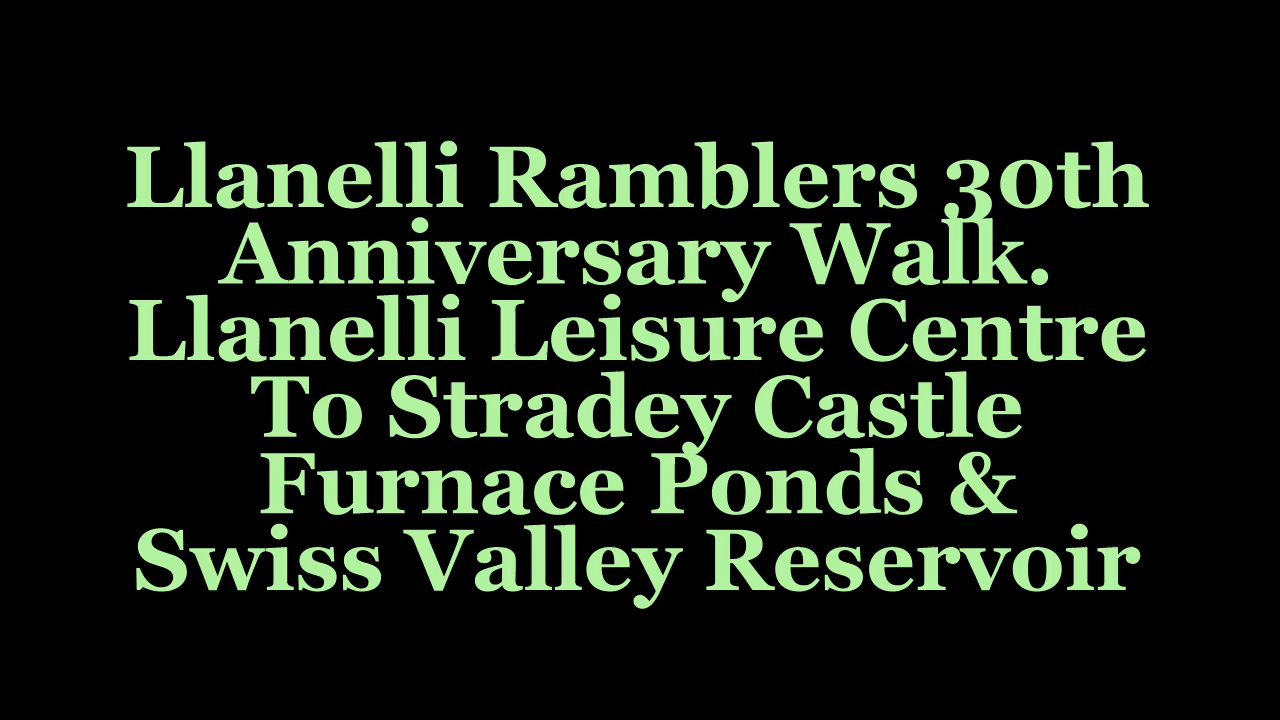 Llanelli Ramblers 30th
Anniversary Walk.
Llanelli Leisure Centre
To Stradey Castle
Furnace Ponds &
Swiss Valley Reservoir